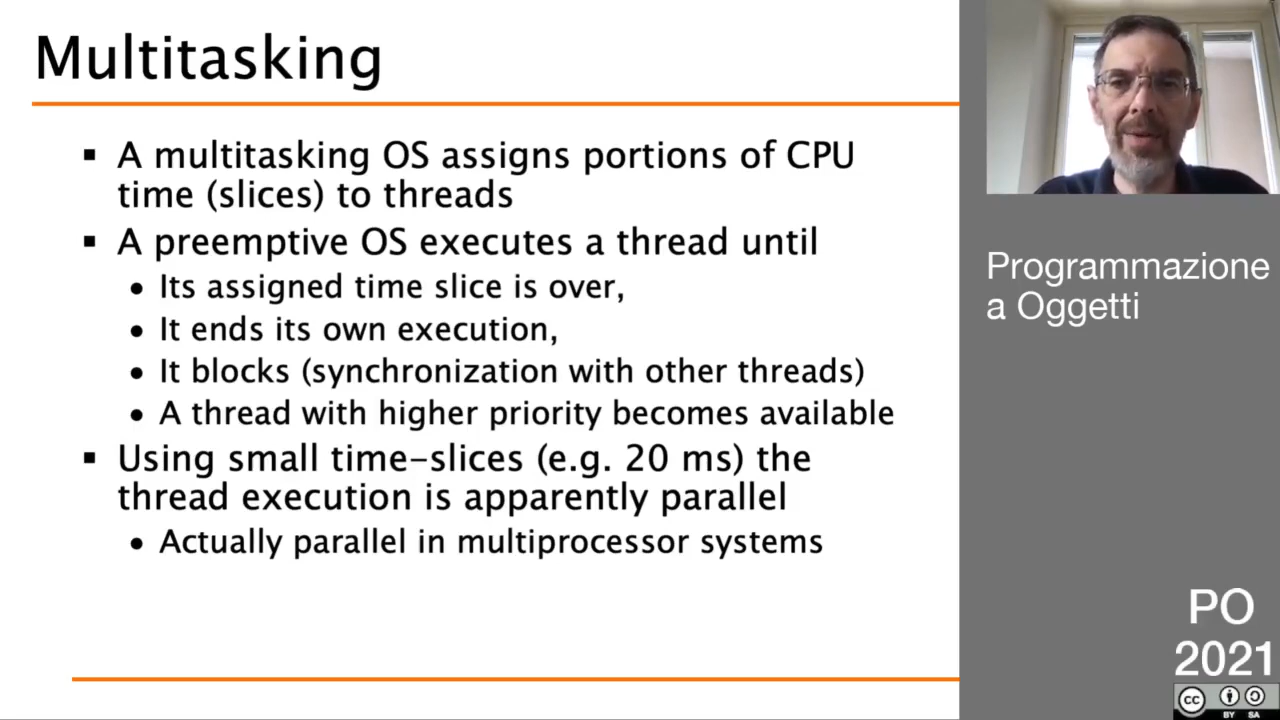 Multitasking
▪ A multitasking OS assigns portions of CPU
time (slices) to threads
▪ A preemptive OS executes a thread until
• Its assigned time slice is over,
• It ends its own execution,
• It blocks (synchronization with other threads)
• A thread with higher priority becomes available
▪ Using small time-slices (e.g. 20 ms) the
thread execution is apparently parallel
• Actually parallel in multiprocessor systems
Programmazione
a Oggetti
PO
2021
cc
BY SA